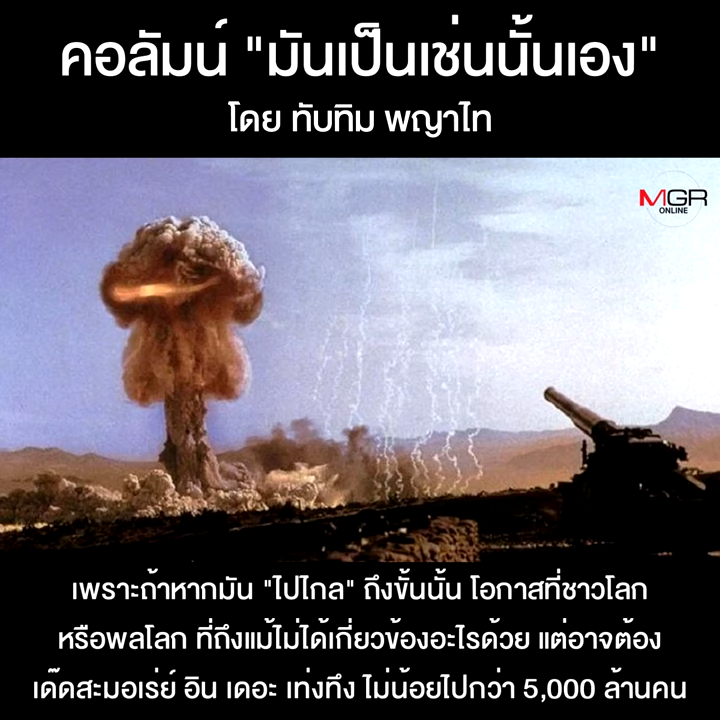 คอลัมน์ "มันเป็นเช่นนั้นเอง"
โดย ทับทิม พญาไท
MGR
ONLINE
เพราะถ้าหากมัน "ไปไกล" ถึงขั้นนั้น โอกาสที่ชาวโลก
หรือพลโลก ที่ถึงแม้ไม่ได้เกี่ยวข้องอะไรด้วย แต่อาจต้อง
เด๊ดสะมอเร่ย์ อิน เดอะ เท่งทึง ไม่น้อยไปกว่า 5,000 ล้านคน